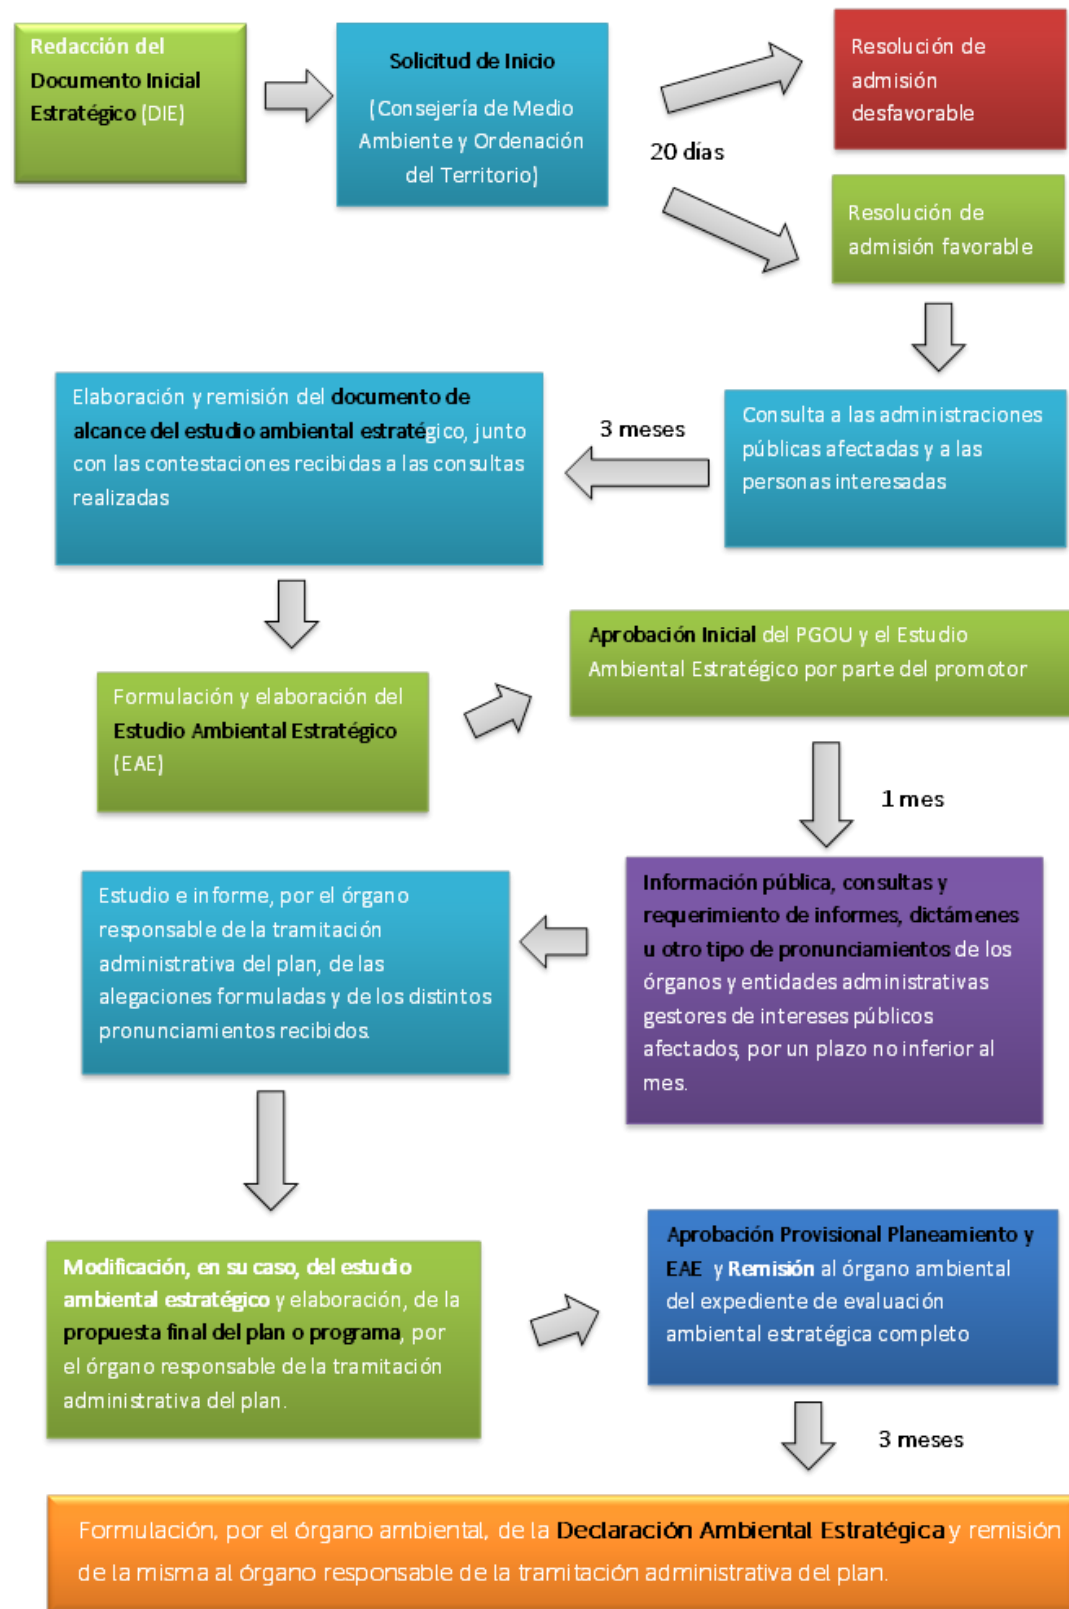 Redacción del
Documento Inicial
Estratégico (DIE)
Solicitud de Inicio
(Consejería de Medio
Ambiente y Ordenación
del Territorio)
20 días
Resolución de
admisión
desfavorable
Resolución de
admisión favorable
Consulta a las administraciones
públicas afectadas y a las
personas interesadas
3 meses
Elaboración y remisión del documento de
alcance del estudio ambiental estratégico, junto
con las contestaciones recibidas a las consultas
realizadas
Formulación y elaboración del
Estudio Ambiental Estratégico
(EAE)
Aprobación Inicial del PGOU y el Estudio
Ambiental Estratégico por parte del promotor
1 mes
Información pública, consultas y
requerimiento de informes, dictámenes
u otro tipo de pronunciamientos de los
órganos y entidades administrativas
gestores de intereses públicos
afectados, por un plazo no inferior al
mes.
Estudio e informe, por el órgano
responsable de la tramitación
administrativa del plan, de las
alegaciones formuladas y de los distintos
pronunciamientos recibidos.
Modificación, en su caso, del estudio
ambiental estratégico y elaboración, de la
propuesta final del plan o programa, por
el órgano responsable de la tramitación
administrativa del plan.
Aprobación Provisional Planeamiento y
EAE y Remisión al órgano ambiental
del expediente de evaluación
ambiental estratégica completo
3 meses
Formulación, por el órgano ambiental, de la Declaración Ambiental Estratégica y remisión
de la misma al órgano responsable de la tramitación administrativa del plan.